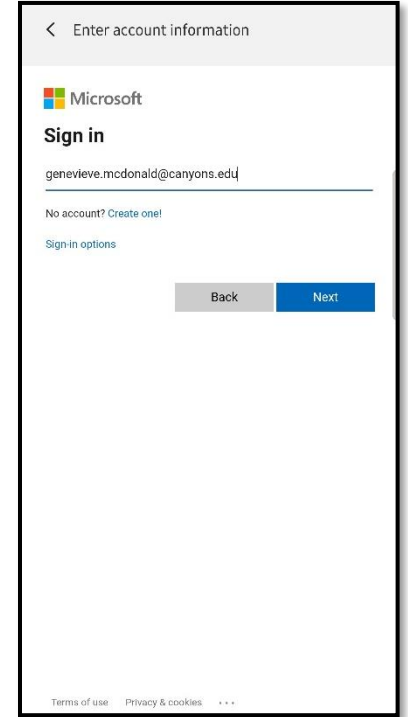 Enter account information
Microsoft
Sign in
genevieve.mcdonald@canyons.edu
No account? Create one!
Sign-in options
Back Next
Terms of use Privacy & cookies ...